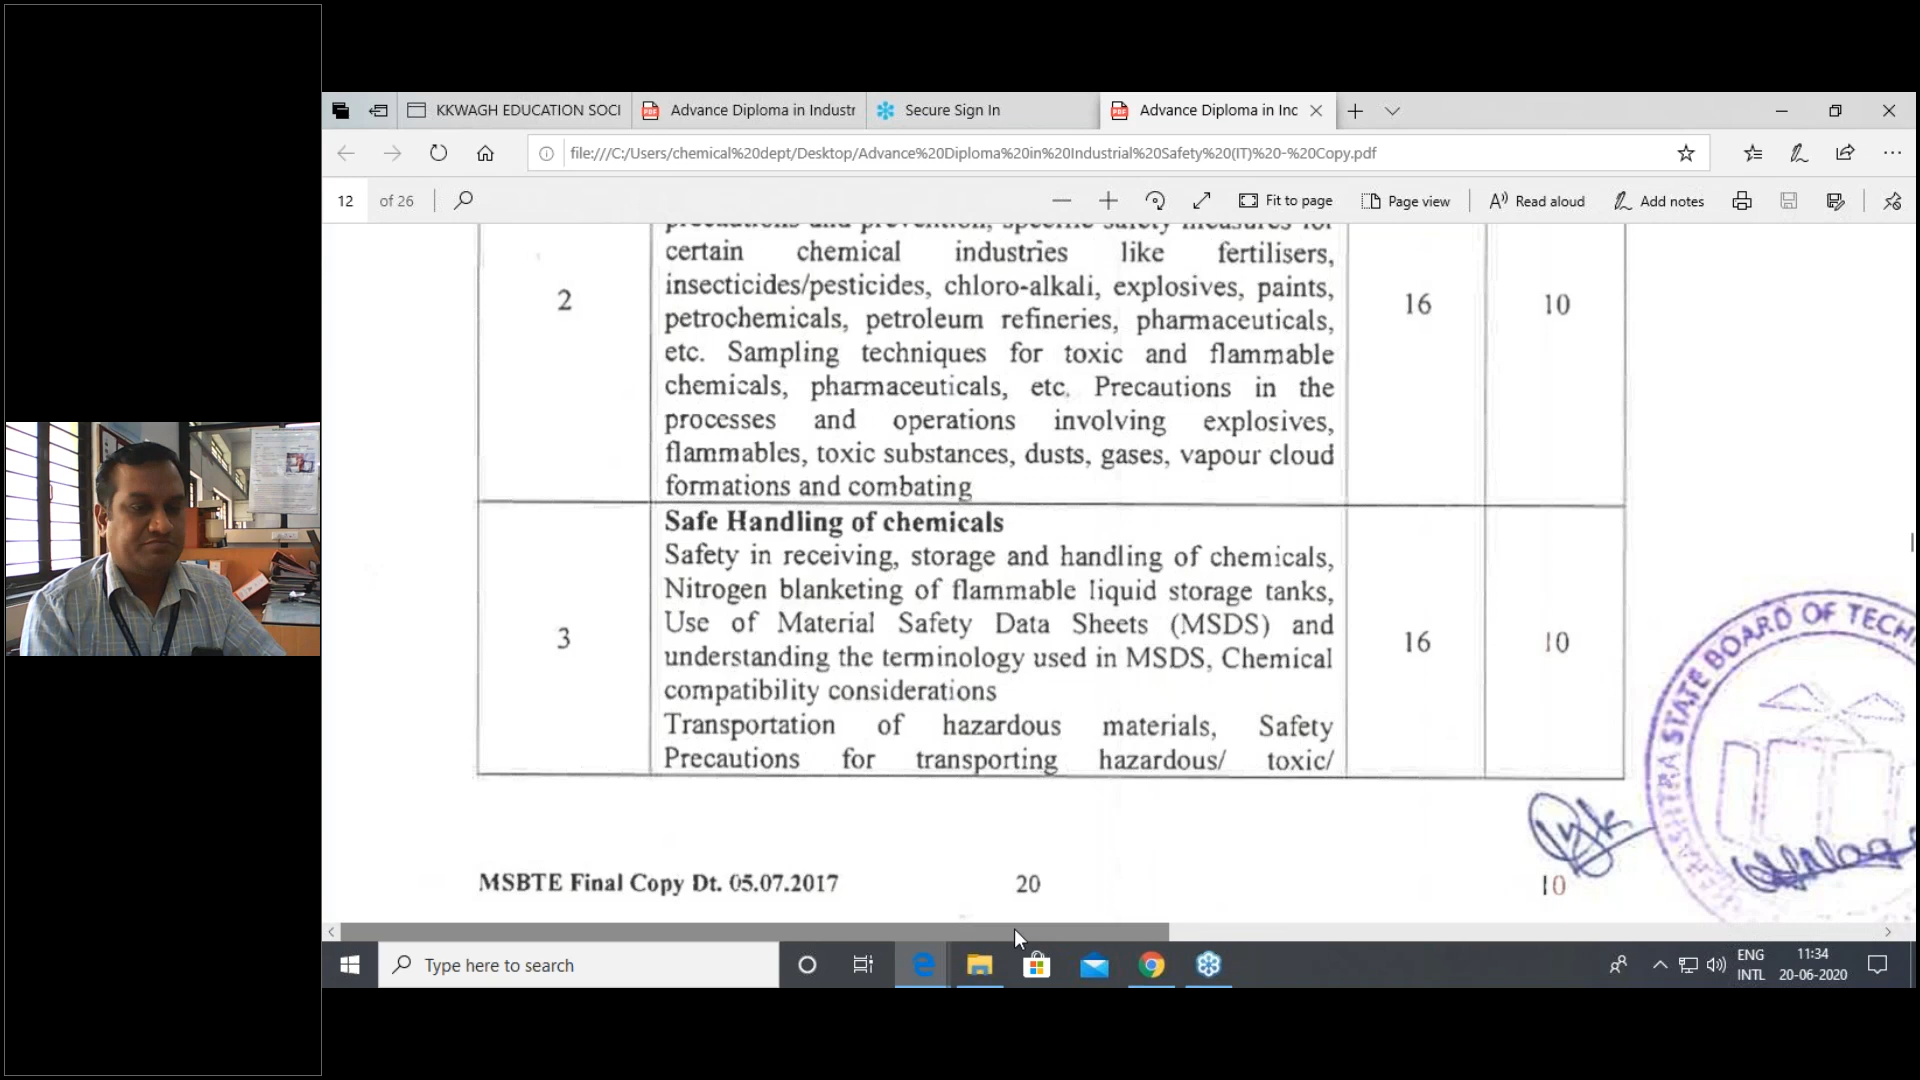 KKWAGH EDUCATION SOCI
Advance Diploma in Industr
Secure Sign In
Advance Diploma in Inc
file:///C:/Users/chemical%20dept/Desktop/Advance%20Diploma%20in%20Industrial%20Safety%20(IT)%20-%20Copy.pdf
12 of 26
Fit to page
Page view
Read aloud
Add notes
precautions and prevention, specific safety measures for
certain chemical industries like fertilisers,
insecticides/pesticides, chloro-alkali, explosives, paints,
petrochemicals, petroleum refineries, pharmaceuticals,
etc. Sampling techniques for toxic and flammable
chemicals, pharmaceuticals, etc. Precautions in the
processes and operations involving explosives,
flammables, toxic substances, dusts, gases, vapour cloud
formations and combating
2
16
10
Safe Handling of chemicals
Safety in receiving, storage and handling of chemicals,
Nitrogen blanketing of flammable liquid storage tanks,
Use of Material Safety Data Sheets (MSDS) and
understanding the terminology used in MSDS, Chemical
compatibility considerations
Transportation of hazardous materials, Safety
Precautions for transporting hazardous/ toxic/
3
16
10
STATE BOARD OF TECH
MSBTE Final Copy Dt. 05.07.2017
20
10
Type here to search
ENG
INTL
11:34
20-06-2020